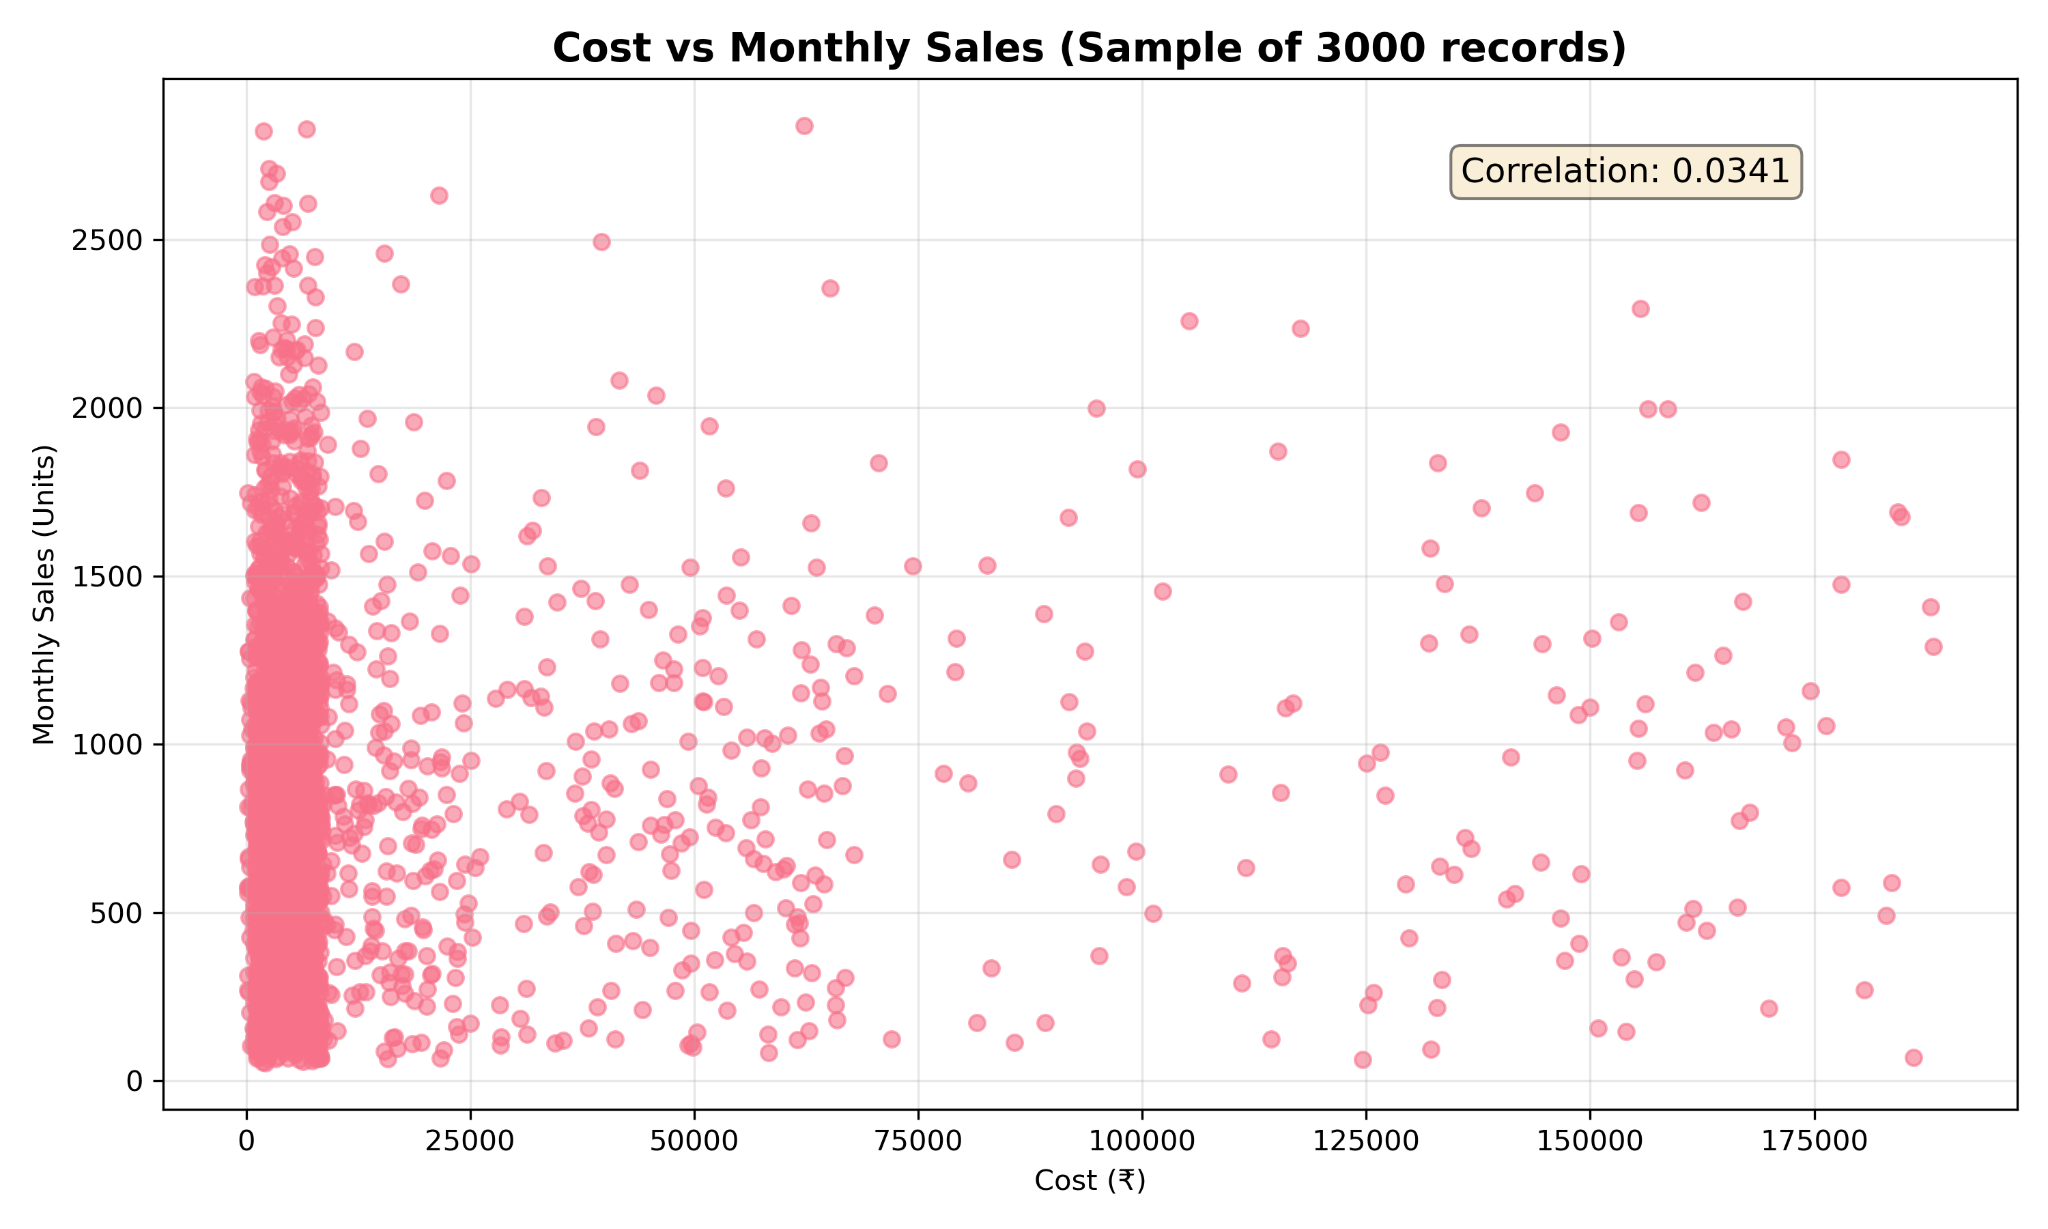 Cost vs Monthly Sales (Sample of 3000 records)
Correlation: 0.0341
Monthly Sales (Units)
2500
2000
1500
1000
500
0
0 25000 50000 75000 100000 125000 150000 175000
Cost (₹)